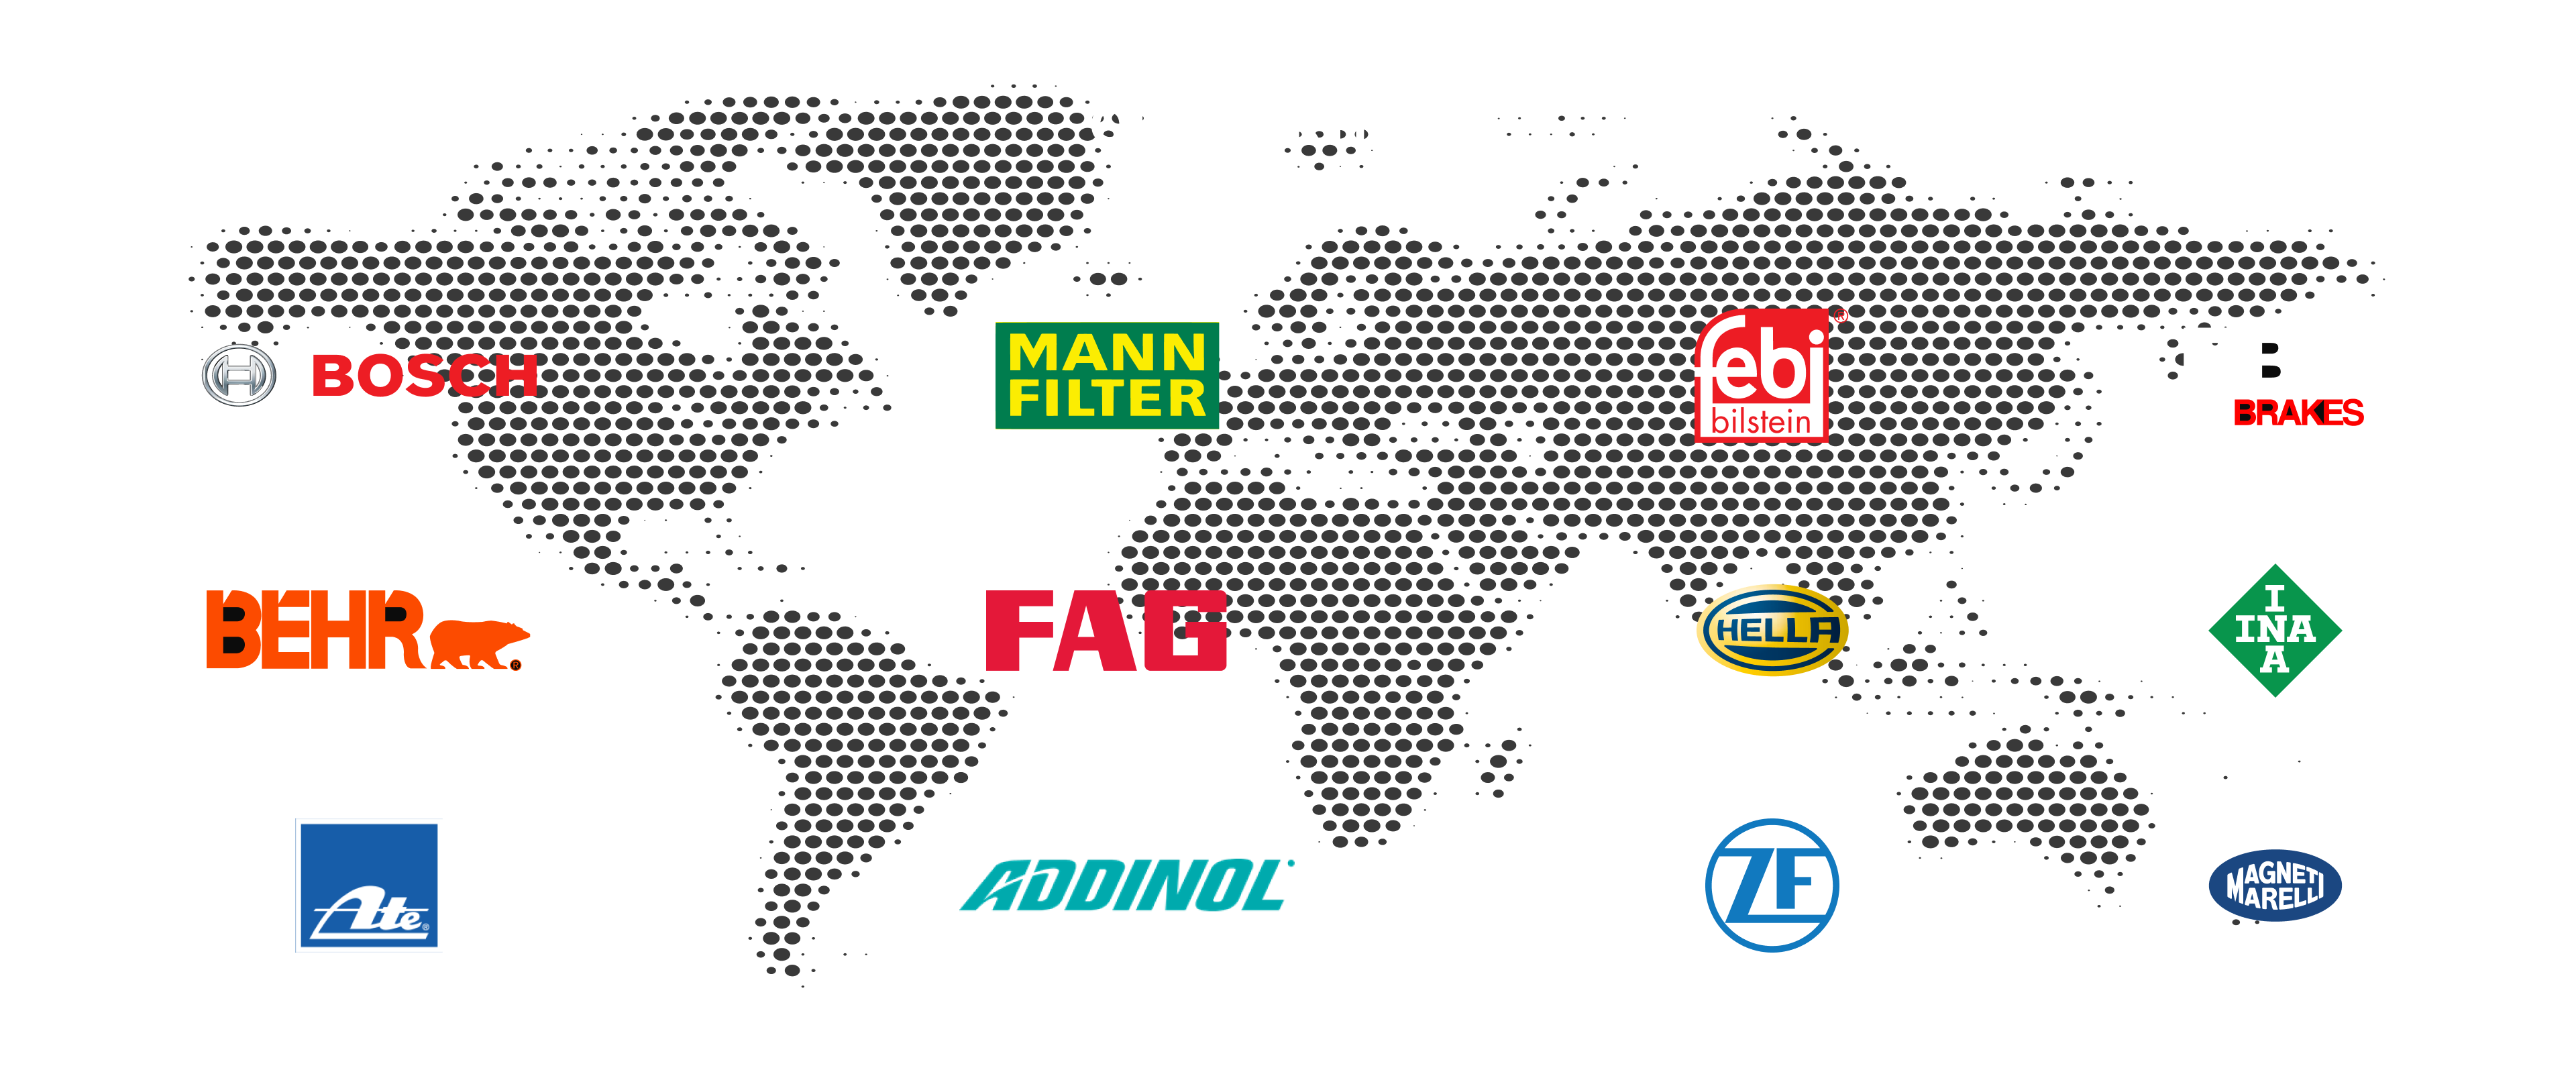 BOSCH
MANN
FILTER
febi ®
bilstein
B
BRAKES
BEHR ®
FAG
HELLA
I
INA
A
Ate ®
ADDINOL
ZF
MAGNETI
MARELLI